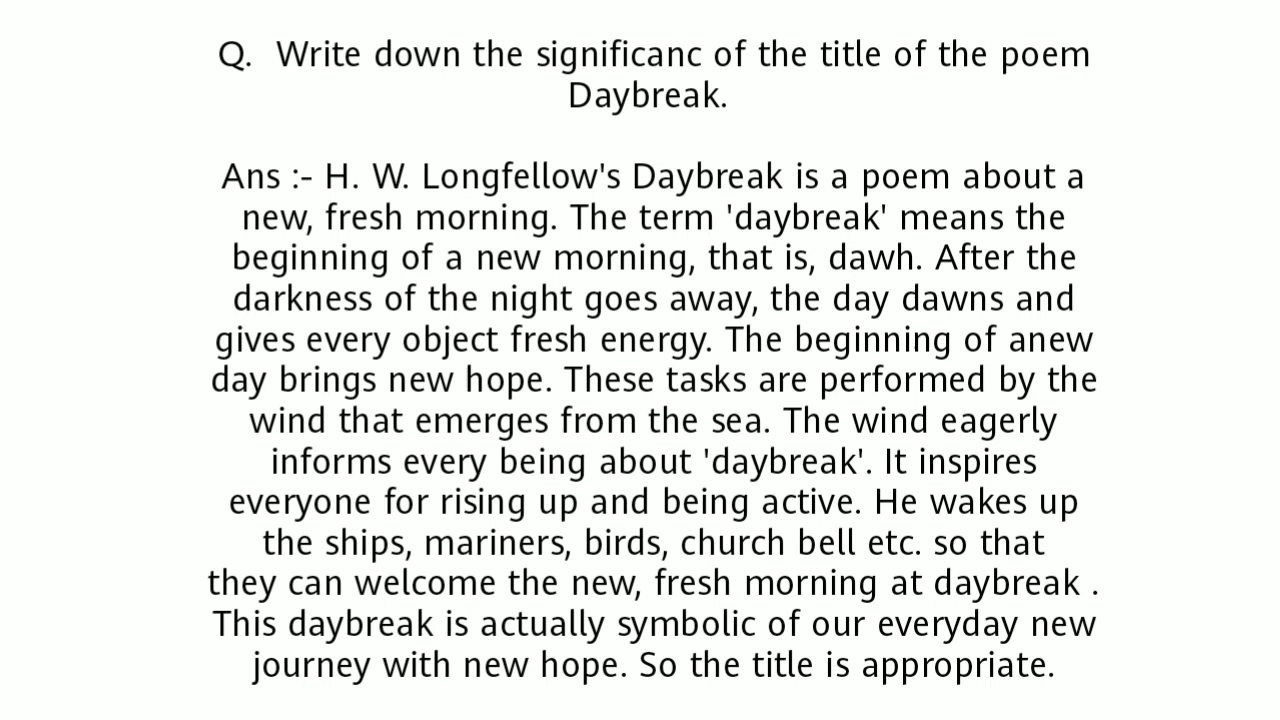 Q.  Write down the significanc of the title of the poem
Daybreak.
Ans :- H. W. Longfellow's Daybreak is a poem about a
new, fresh morning. The term 'daybreak' means the
beginning of a new morning, that is, dawh. After the
darkness of the night goes away, the day dawns and
gives every object fresh energy. The beginning of anew
day brings new hope. These tasks are performed by the
wind that emerges from the sea. The wind eagerly
informs every being about 'daybreak'. It inspires
everyone for rising up and being active. He wakes up
the ships, mariners, birds, church bell etc. so that
they can welcome the new, fresh morning at daybreak .
This daybreak is actually symbolic of our everyday new
journey with new hope. So the title is appropriate.